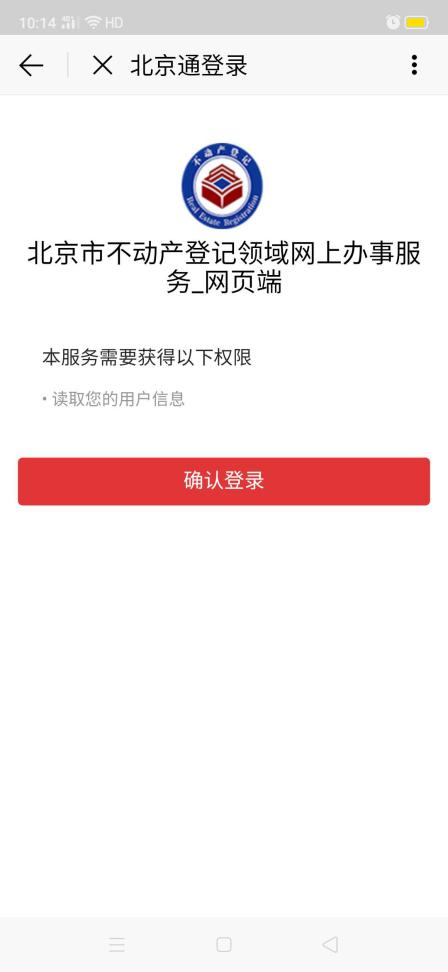 10:14 4G HD
北京通登录
不动产登记
Real Estate Registration
北京市不动产登记领域网上办事服
务_网页端
本服务需要获得以下权限
• 读取您的用户信息
确认登录